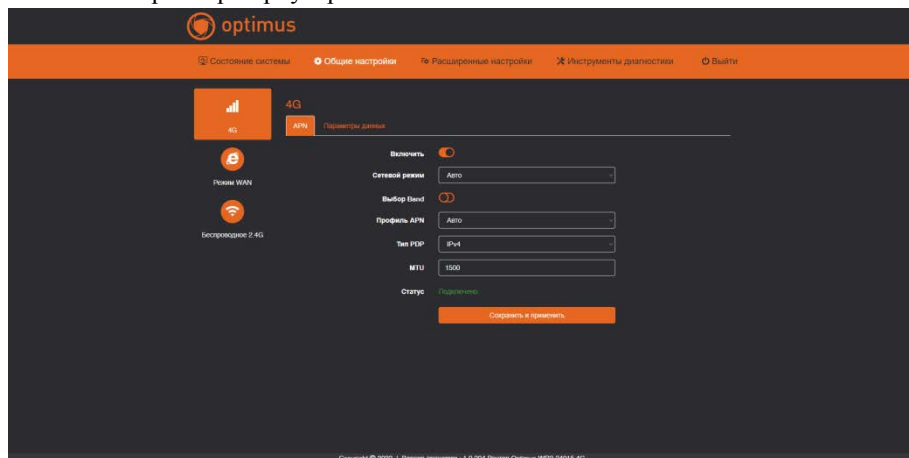 optimus
Состояние системы Общие настройки Расширенные настройки Инструменты диагностики Выйти
4G
4G
APN Параметры данных
Включить
Режим WAN
Сетевой режим Авто
Выбор Band
Беспроводное 2.4G
Профиль APN Авто
Тип PDP IPv4
MTU 1500
Статус Подключено
Сохранить и применить